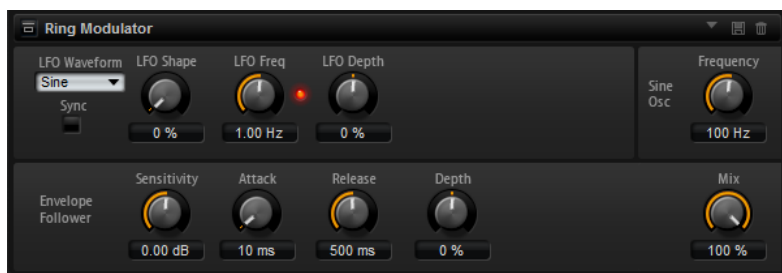 Ring Modulator
LFO Waveform LFO Shape LFO Freq LFO Depth Frequency
Sine
Sync
Sine
Osc
0 % 1.00 Hz 0 % 100 Hz
Sensitivity Attack Release Depth Mix
Envelope
Follower
0.00 dB 10 ms 500 ms 0 % 100 %